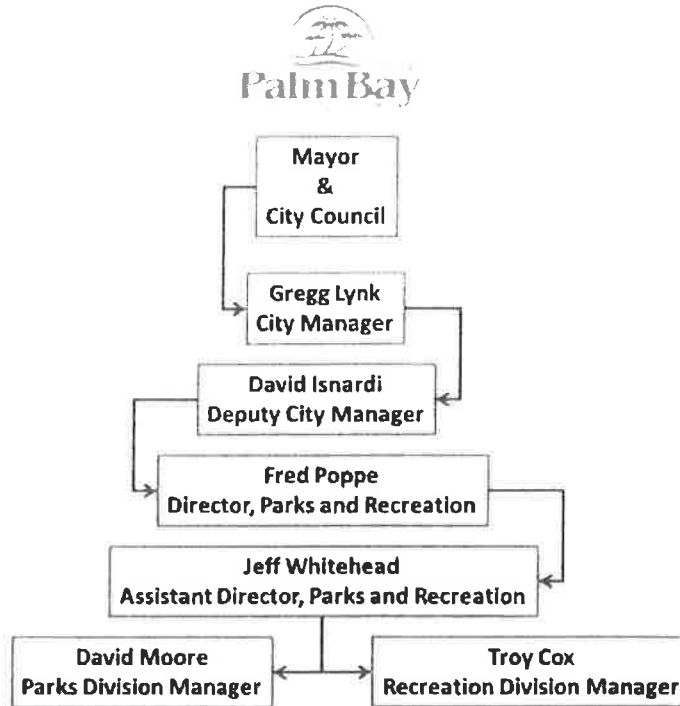 Palm Bay
Mayor
&
City Council
Gregg Lynk
City Manager
David Isnardi
Deputy City Manager
Fred Poppe
Director, Parks and Recreation
Jeff Whitehead
Assistant Director, Parks and Recreation
David Moore
Parks Division Manager
Troy Cox
Recreation Division Manager